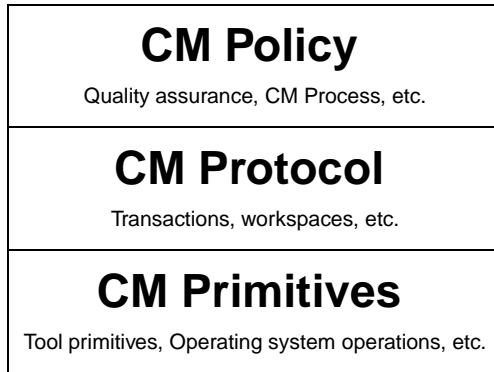 CM Policy
Quality assurance, CM Process, etc.
CM Protocol
Transactions, workspaces, etc.
CM Primitives
Tool primitives, Operating system operations, etc.